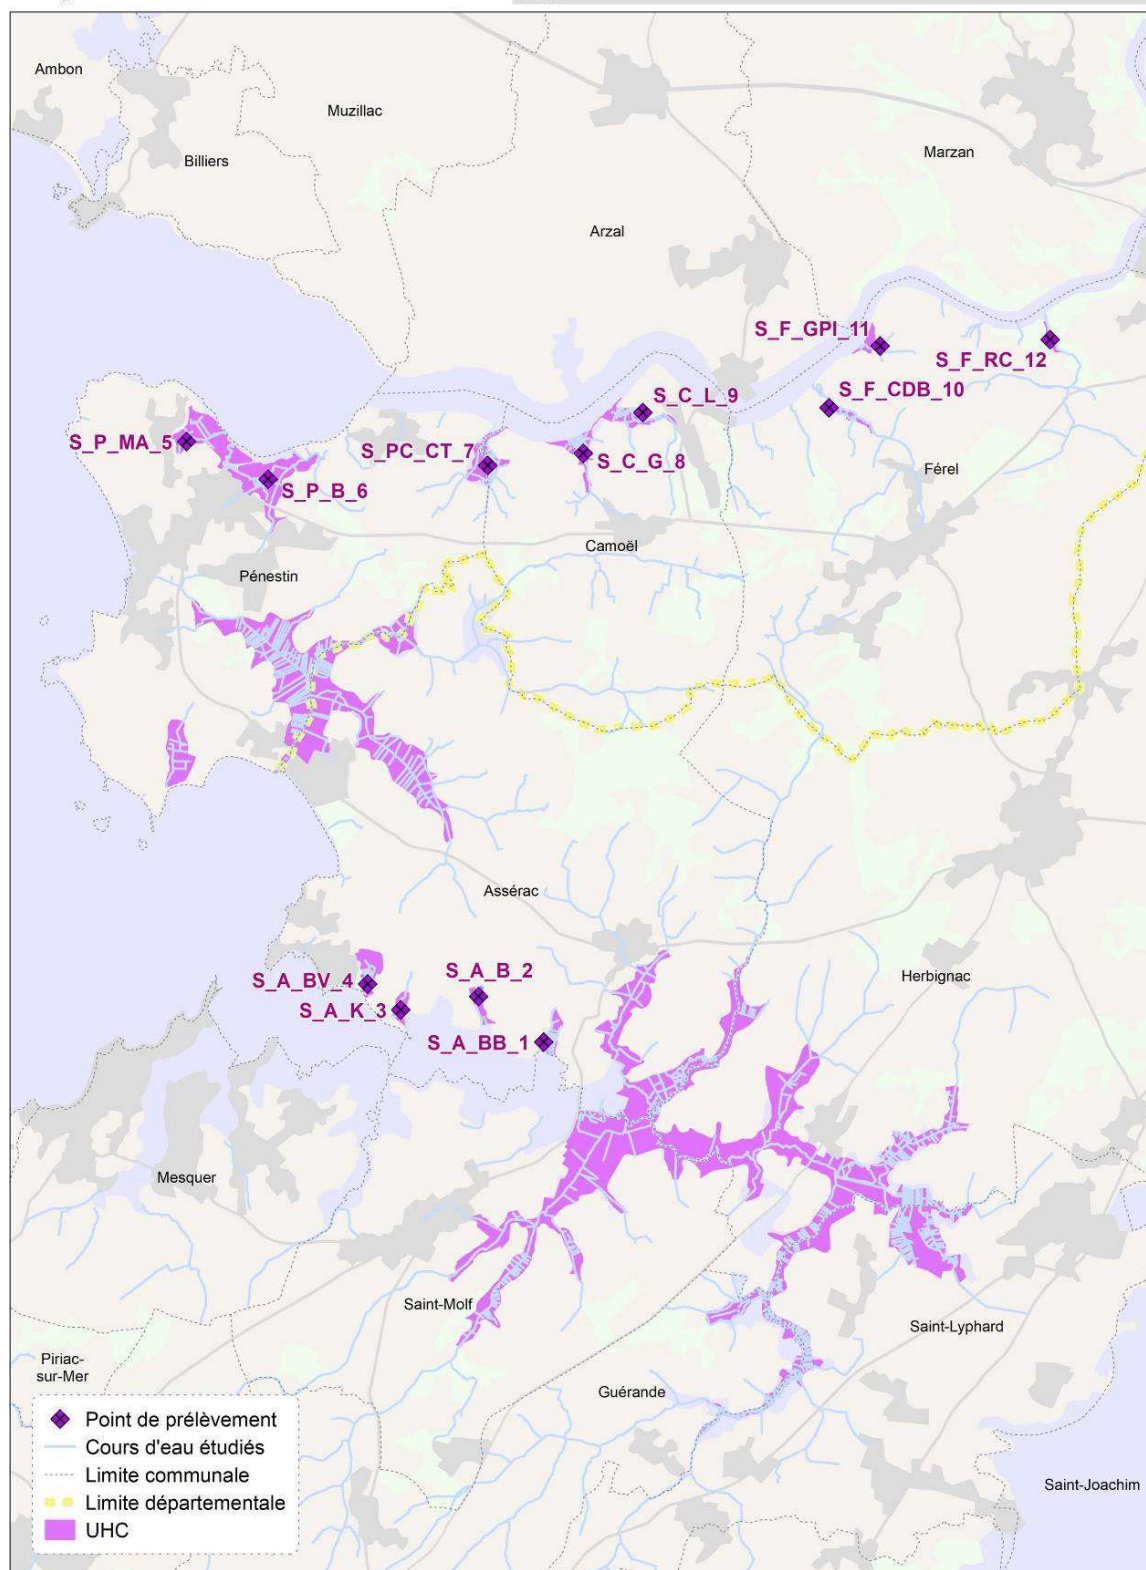 Ambon
Muzillac
Billiers
Marzan
Arzal
S_F_GPI_11
S_F_RC_12
S_F_CDB_10
S_C_L_9
S_P_MA_5
S_PC_CT_7
S_C_G_8
S_P_B_6
Férel
Camoël
Pénestin
Assérac
Herbignac
S_A_B_2
S_A_BV_4
S_A_K_3
S_A_BB_1
Mesquer
Saint-Molf
Saint-Lyphard
Piriac-
sur-Mer
Guérande
Saint-Joachim
Point de prélèvement
Cours d'eau étudiés
Limite communale
Limite départementale
UHC